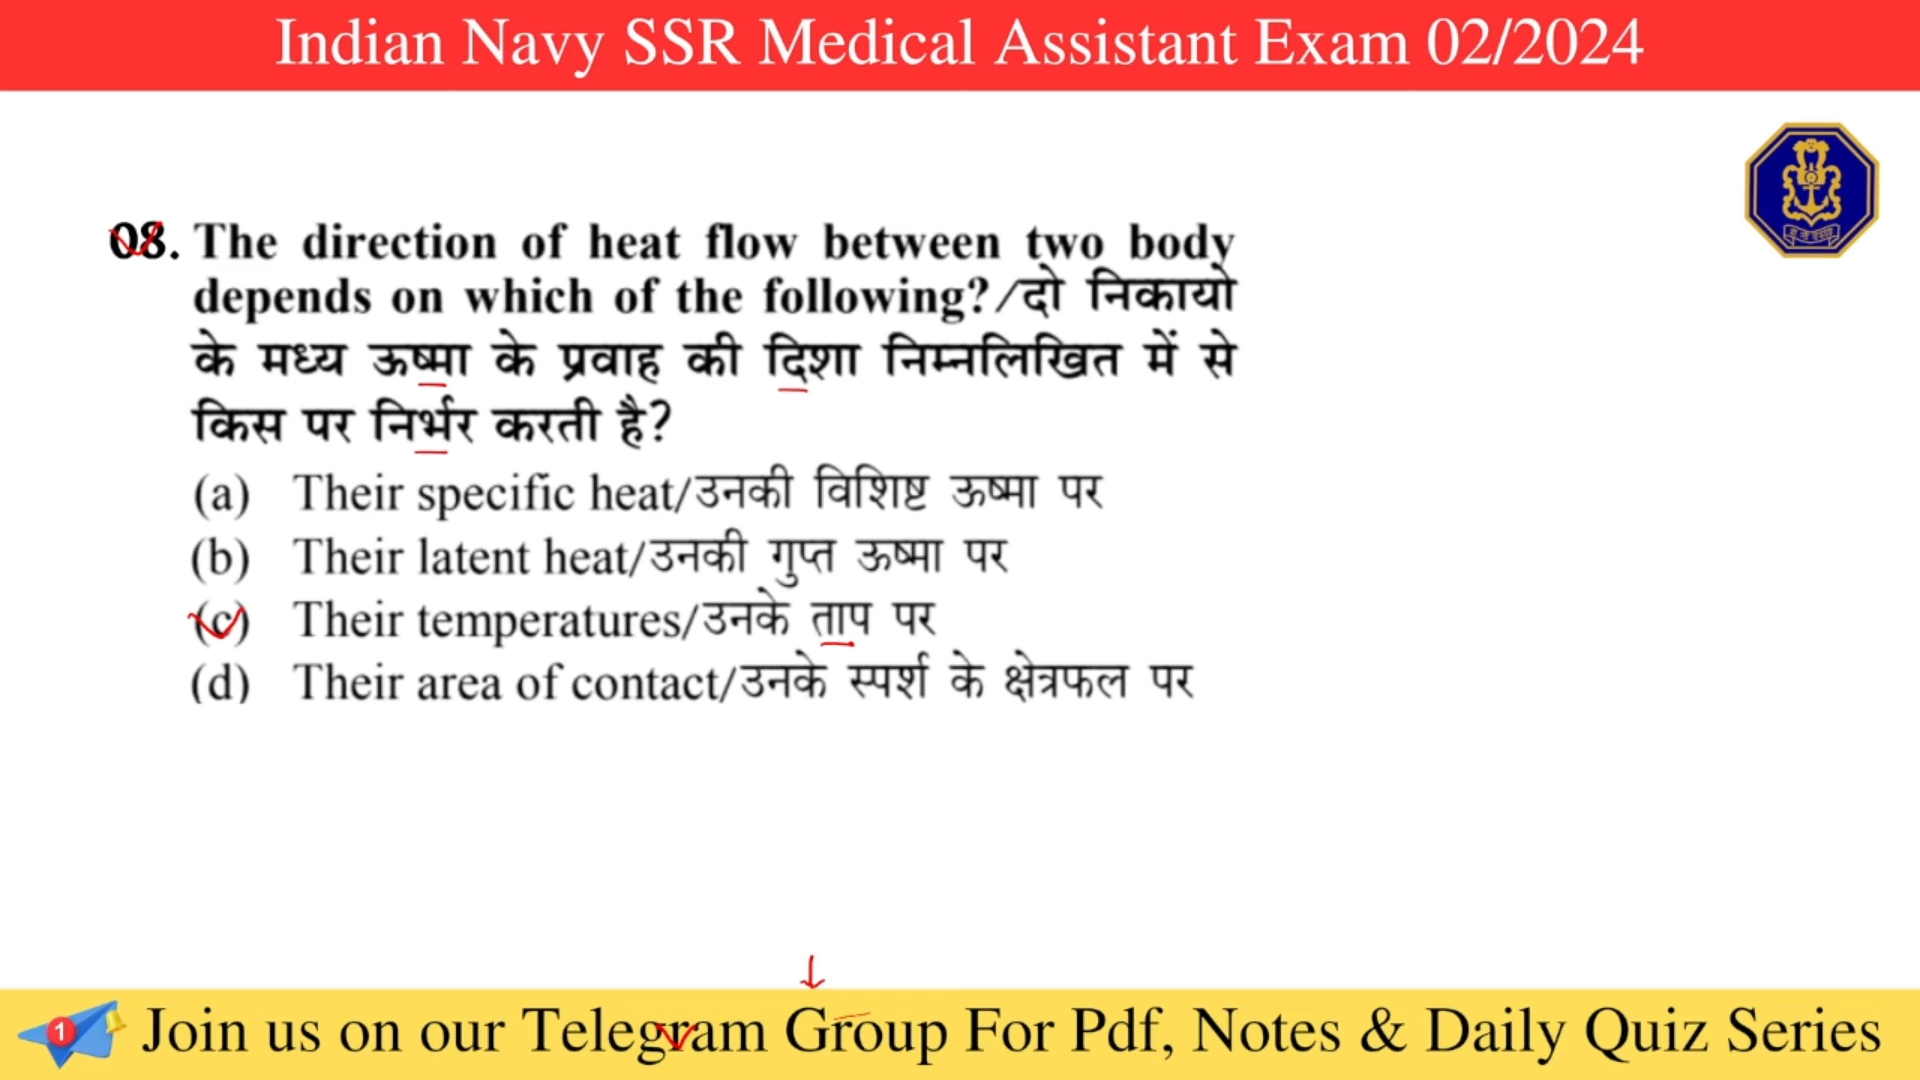 Indian Navy SSR Medical Assistant Exam 02/2024
08. The direction of heat flow between two body
depends on which of the following?/दो निकायो
के मध्य ऊष्मा के प्रवाह की दिशा निम्नलिखित में से
किस पर निर्भर करती है?
(a) Their specific heat/उनकी विशिष्ट ऊष्मा पर
(b) Their latent heat/उनकी गुप्त ऊष्मा पर
(c) Their temperatures/उनके ताप पर
(d) Their area of contact/उनके स्पर्श के क्षेत्रफल पर
1 Join us on our Telegram Group For Pdf, Notes & Daily Quiz Series